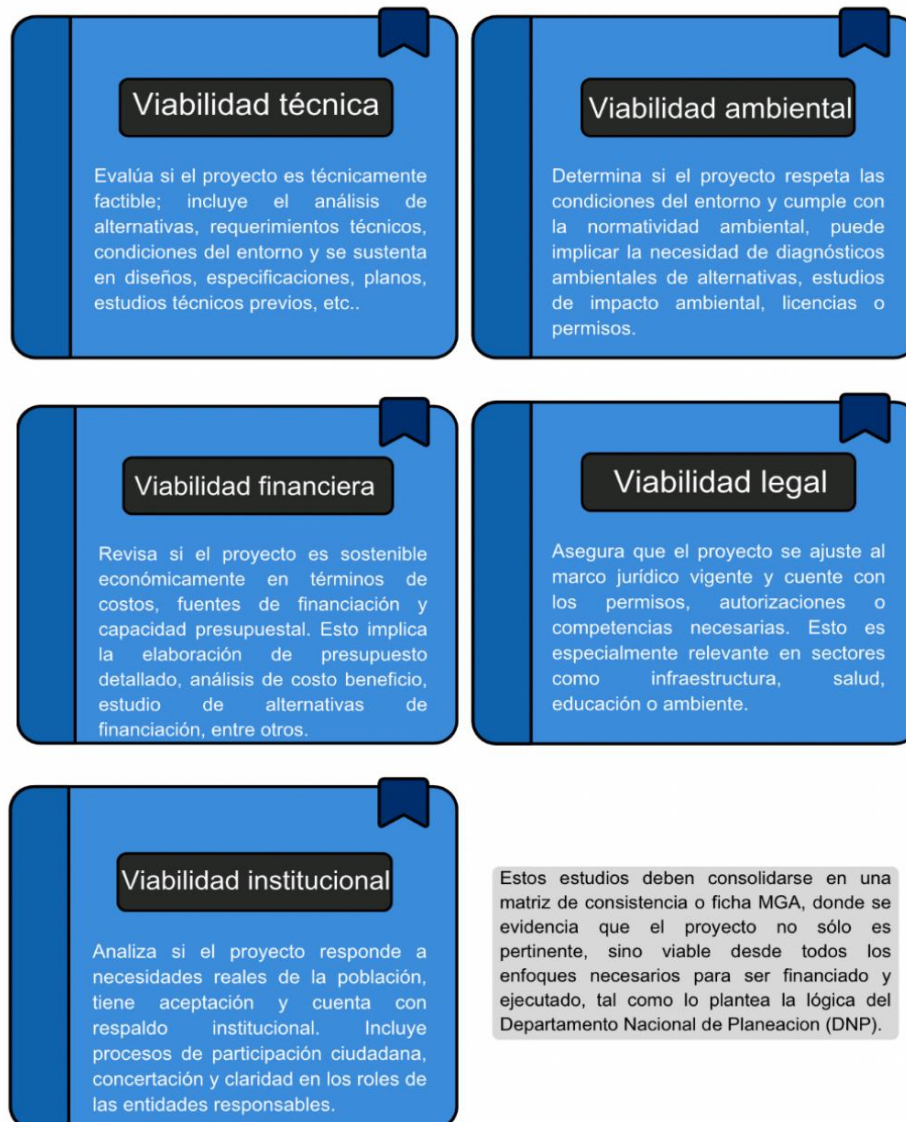 Viabilidad técnica
Evalúa si el proyecto es técnicamente
factible; incluye el análisis de
alternativas, requerimientos técnicos,
condiciones del entorno y se sustenta
en diseños, especificaciones, planos,
estudios técnicos previos, etc..
Viabilidad ambiental
Determina si el proyecto respeta las
condiciones del entorno y cumple con
la normatividad ambiental, puede
implicar la necesidad de diagnósticos
ambientales de alternativas, estudios
de impacto ambiental, licencias o
permisos.
Viabilidad financiera
Revisa si el proyecto es sostenible
económicamente en términos de
costos, fuentes de financiación y
capacidad presupuestal. Esto implica
la elaboración de presupuesto
detallado, análisis de costo beneficio,
estudio de alternativas de
financiación, entre otros.
Viabilidad legal
Asegura que el proyecto se ajuste al
marco jurídico vigente y cuente con
los permisos, autorizaciones o
competencias necesarias. Esto es
especialmente relevante en sectores
como infraestructura, salud,
educación o ambiente.
Viabilidad institucional
Analiza si el proyecto responde a
necesidades reales de la población,
tiene aceptación y cuenta con
respaldo institucional. Incluye
procesos de participación ciudadana,
concertación y claridad en los roles de
las entidades responsables.
Estos estudios deben consolidarse en una
matriz de consistencia o ficha MGA, donde se
evidencia que el proyecto no sólo es
pertinente, sino viable desde todos los
enfoques necesarios para ser financiado y
ejecutado, tal como lo plantea la lógica del
Departamento Nacional de Planeacion (DNP).